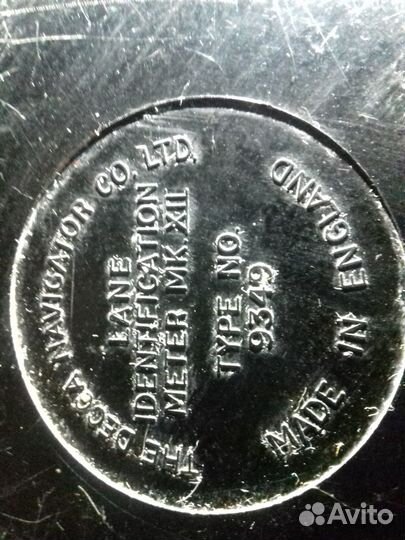 THE DECCA NAVIGATOR CO. LTD.
LANE
IDENTIFICATION
METER MK. XII
TYPE NO.
9349
MADE IN ENGLAND
Avito